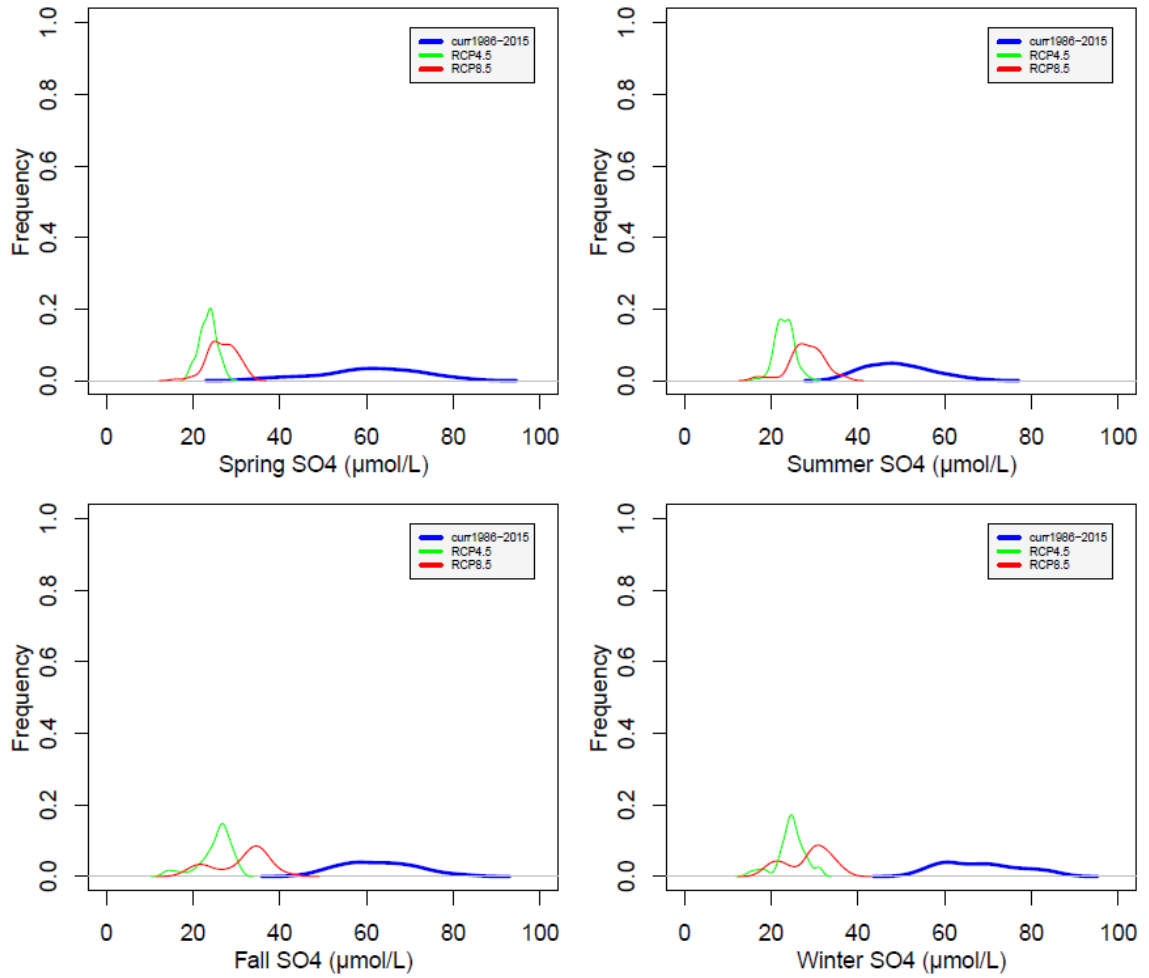 1.0
0.8
0.6
0.4
0.2
0.0
Frequency
curr1986−2015
RCP4.5
RCP8.5
0 20 40 60 80 100
Spring SO4 (μmol/L)
1.0
0.8
0.6
0.4
0.2
0.0
Frequency
curr1986−2015
RCP4.5
RCP8.5
0 20 40 60 80 100
Summer SO4 (μmol/L)
1.0
0.8
0.6
0.4
0.2
0.0
Frequency
curr1986−2015
RCP4.5
RCP8.5
0 20 40 60 80 100
Fall SO4 (μmol/L)
1.0
0.8
0.6
0.4
0.2
0.0
Frequency
curr1986−2015
RCP4.5
RCP8.5
0 20 40 60 80 100
Winter SO4 (μmol/L)